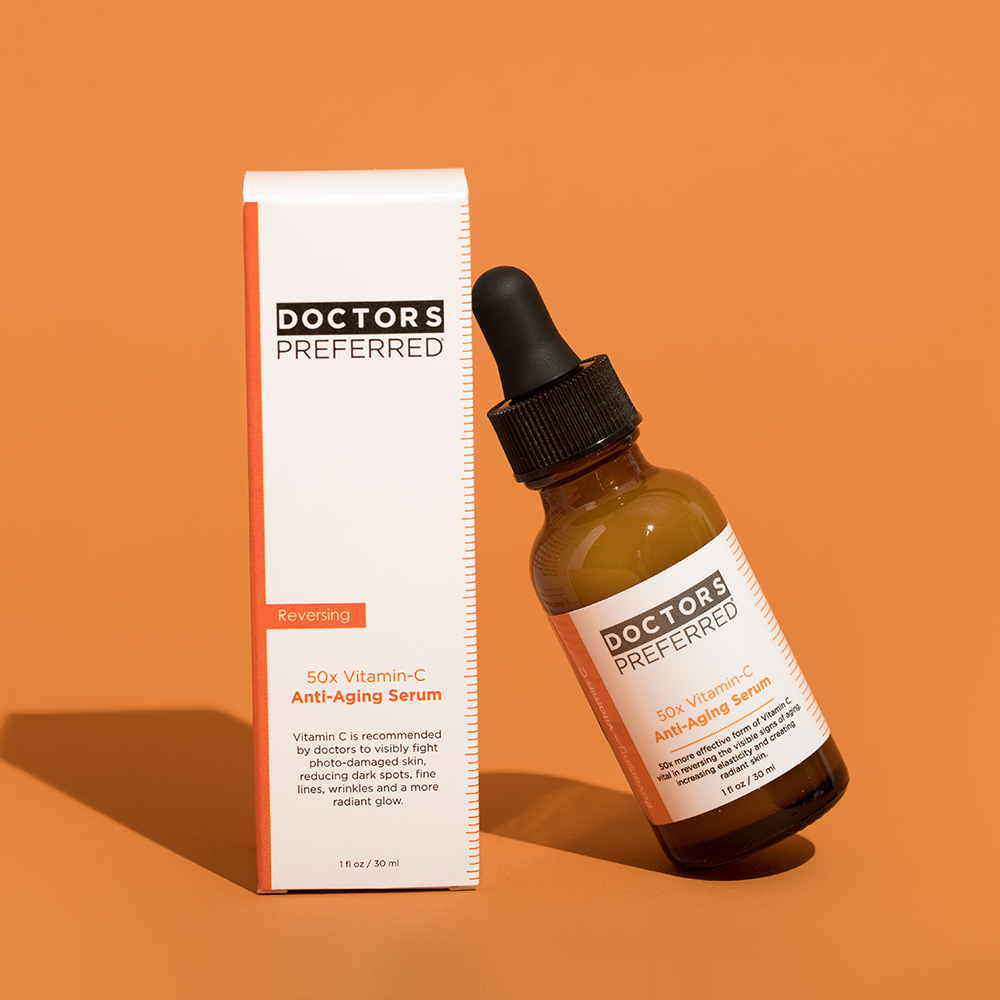 DOCTORS
PREFERRED
Reversing
50x Vitamin-C
Anti-Aging Serum
Vitamin C is recommended
by doctors to visibly fight
photo-damaged skin,
reducing dark spots, fine
lines, wrinkles and a more
radiant glow.
1 fl oz / 30 ml
DOCTORS
PREFERRED
50x Vitamin-C
Anti-Aging Serum
50x more effective form of Vitamin C,
vital in reversing the visible signs of aging,
increasing elasticity and creating
radiant skin.
1 fl oz / 30 ml
Reversing
Vitamin C